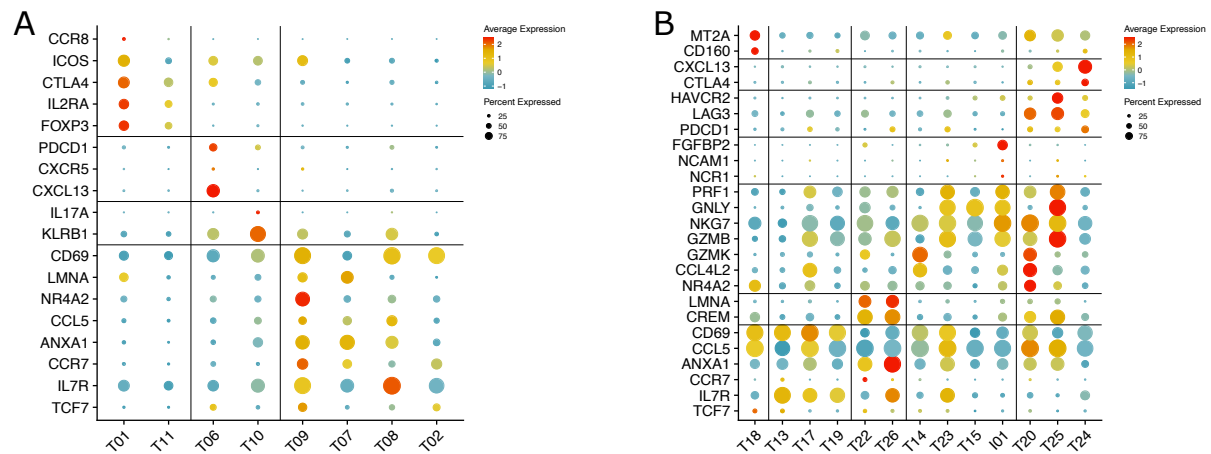 A
CCR8
ICOS
CTLA4
IL2RA
FOXP3
PDCD1
CXCR5
CXCL13
IL17A
KLRB1
CD69
LMNA
NR4A2
CCL5
ANXA1
CCR7
IL7R
TCF7
T01 T11 T06 T10 T09 T07 T08 T02
Average Expression
2
1
0
−1
Percent Expressed
25
50
75
B
MT2A
CD160
CXCL13
CTLA4
HAVCR2
LAG3
PDCD1
FGFBP2
NCAM1
NCR1
PRF1
GNLY
NKG7
GZMB
GZMK
CCL4L2
NR4A2
LMNA
CREM
CD69
CCL5
ANXA1
CCR7
IL7R
TCF7
T18 T13 T17 T19 T22 T26 T14 T23 T15 I01 T20 T25 T24
Average Expression
2
1
0
−1
Percent Expressed
25
50
75